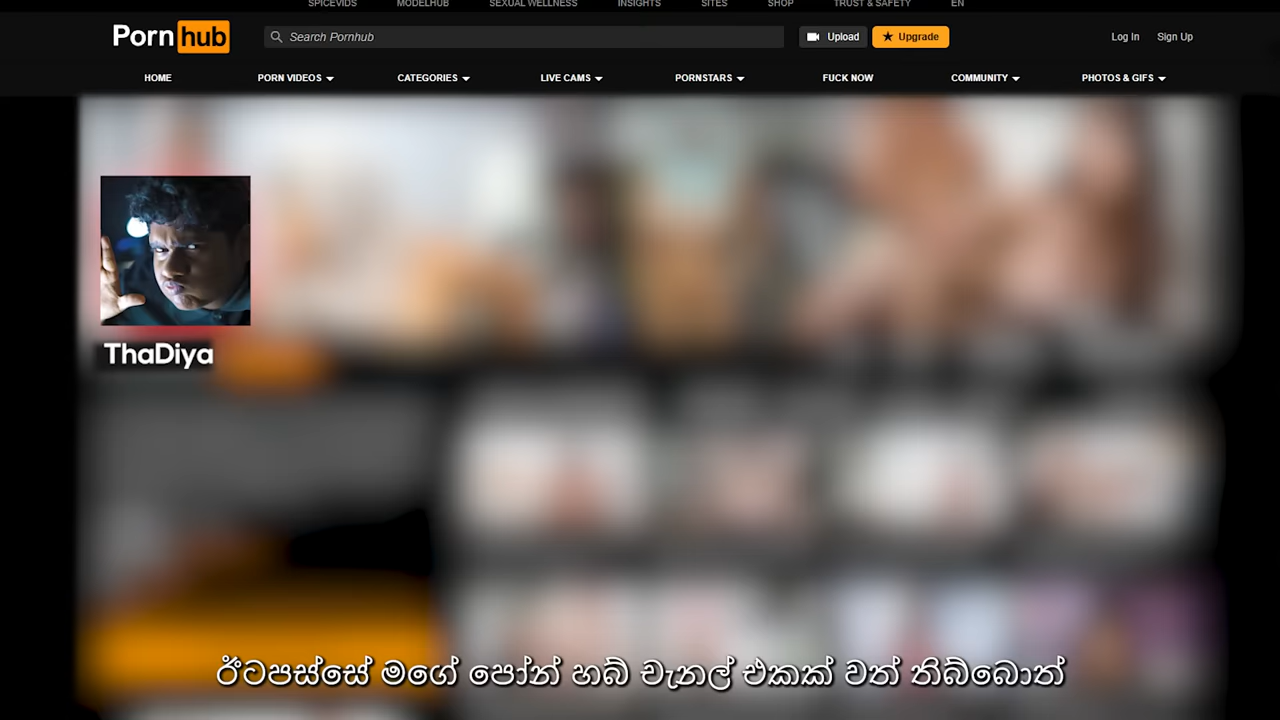 SPICEVIDS MODELHUB SEXUAL WELLNESS INSIGHTS SITES SHOP TRUST & SAFETY EN
Pornhub Search Pornhub Upload Upgrade Log In Sign Up
HOME PORN VIDEOS CATEGORIES LIVE CAMS PORNSTARS FUCK NOW COMMUNITY PHOTOS & GIFS
ThaDiya
ඊටපස්සේ මගේ පෝන් හබ් චැනල් එකක් වත් තිබ්බොත්